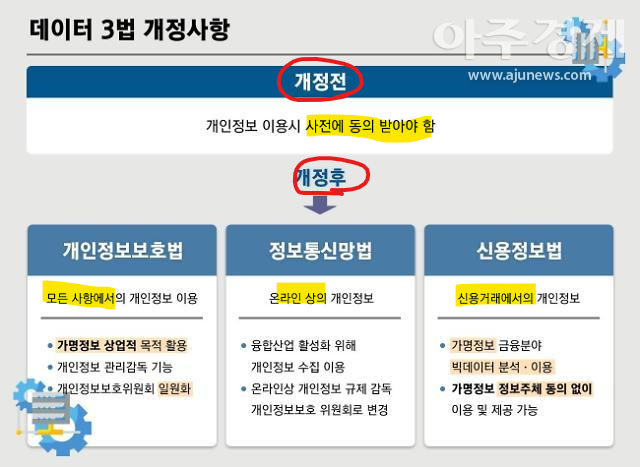 데이터 3법 개정사항
아주경제
www.ajunews.com
개정전
개인정보 이용시 사전에 동의 받아야 함
개정후
개인정보보호법
모든 사항에서의 개인정보 이용
• 가명정보 상업적 목적 활용
• 개인정보 관리감독 기능
• 개인정보보호위원회 일원화
정보통신망법
온라인 상의 개인정보
• 융합산업 활성화 위해
개인정보 수집 이용
• 온라인상 개인정보 규제 감독
개인정보보호 위원회로 변경
신용정보법
신용거래에서의 개인정보
• 가명정보 금융분야
빅데이터 분석·이용
• 가명정보 정보주체 동의 없이
이용 및 제공 가능